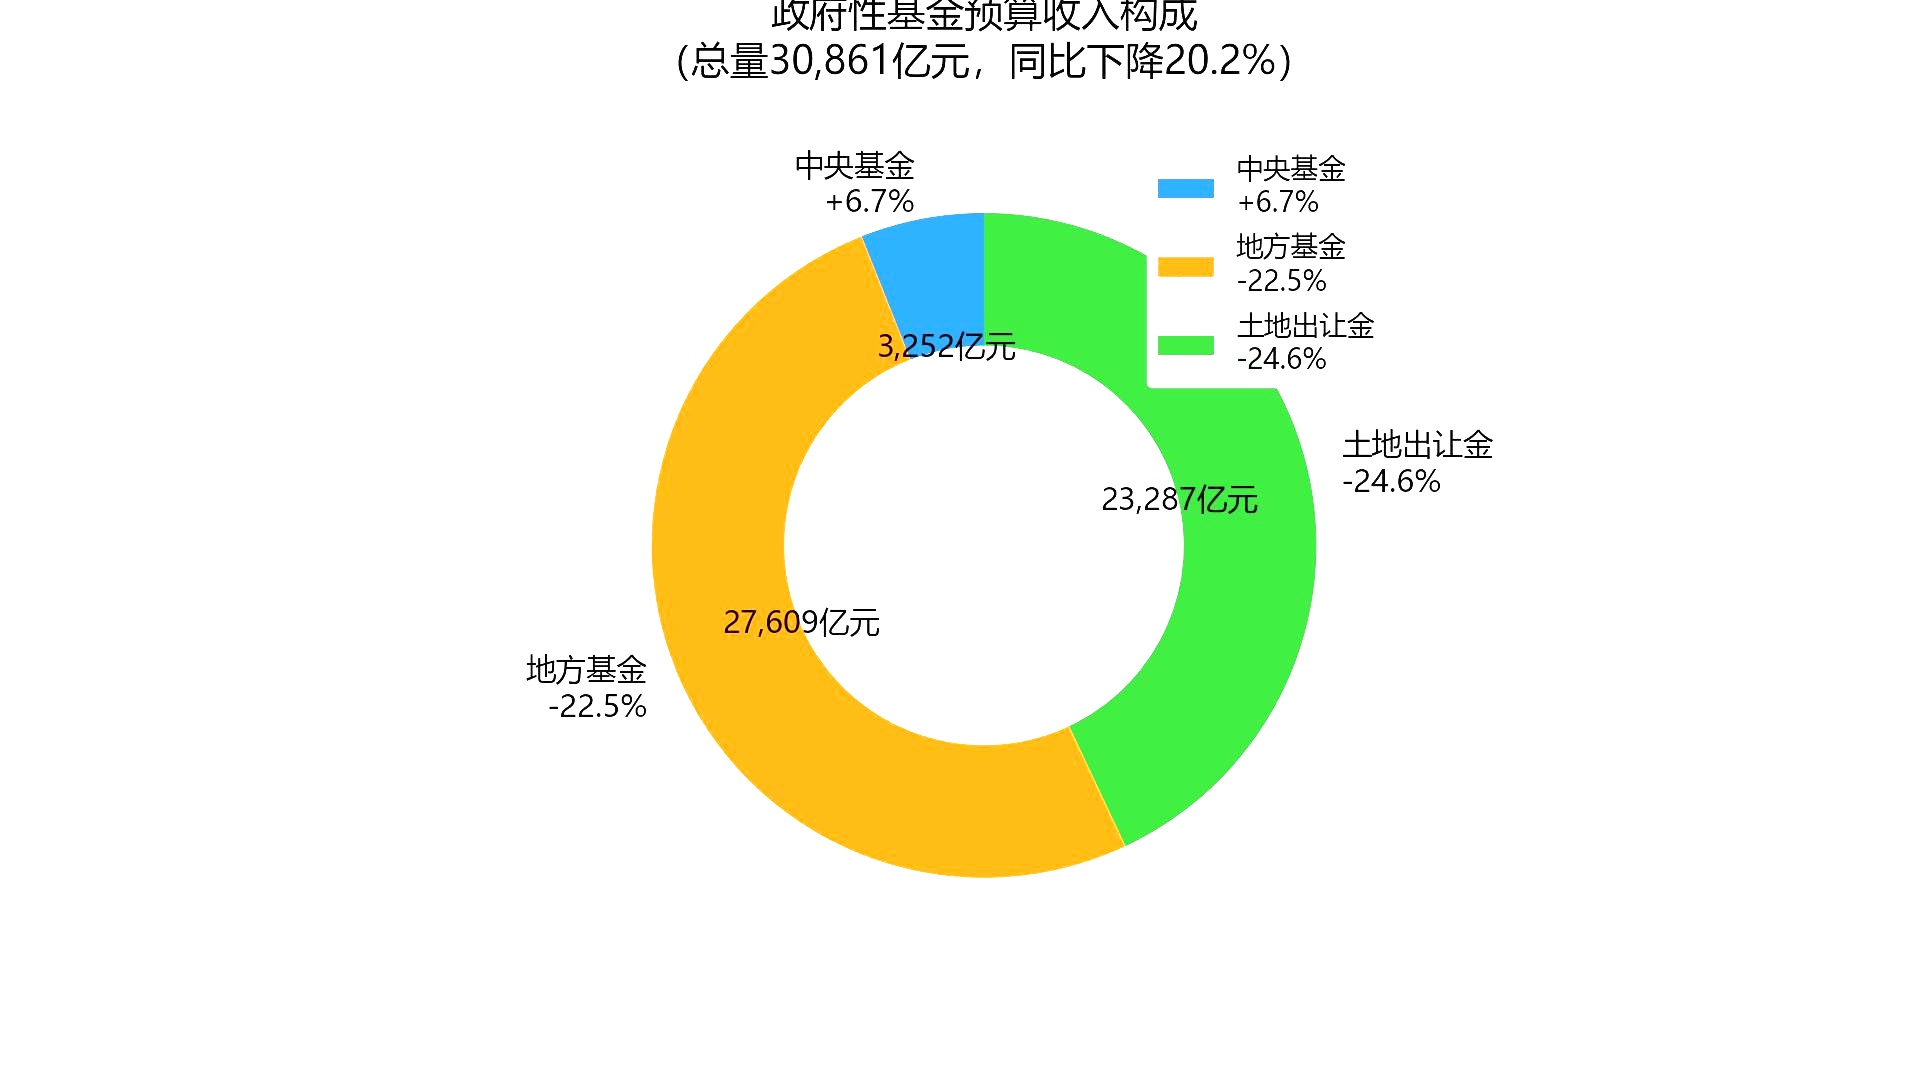 政府性基金预算收入构成
（总量30,861亿元，同比下降20.2%）
中央基金
+6.7%
中央基金
+6.7%
地方基金
-22.5%
土地出让金
-24.6%
3,252亿元
土地出让金
-24.6%
23,287亿元
27,609亿元
地方基金
-22.5%